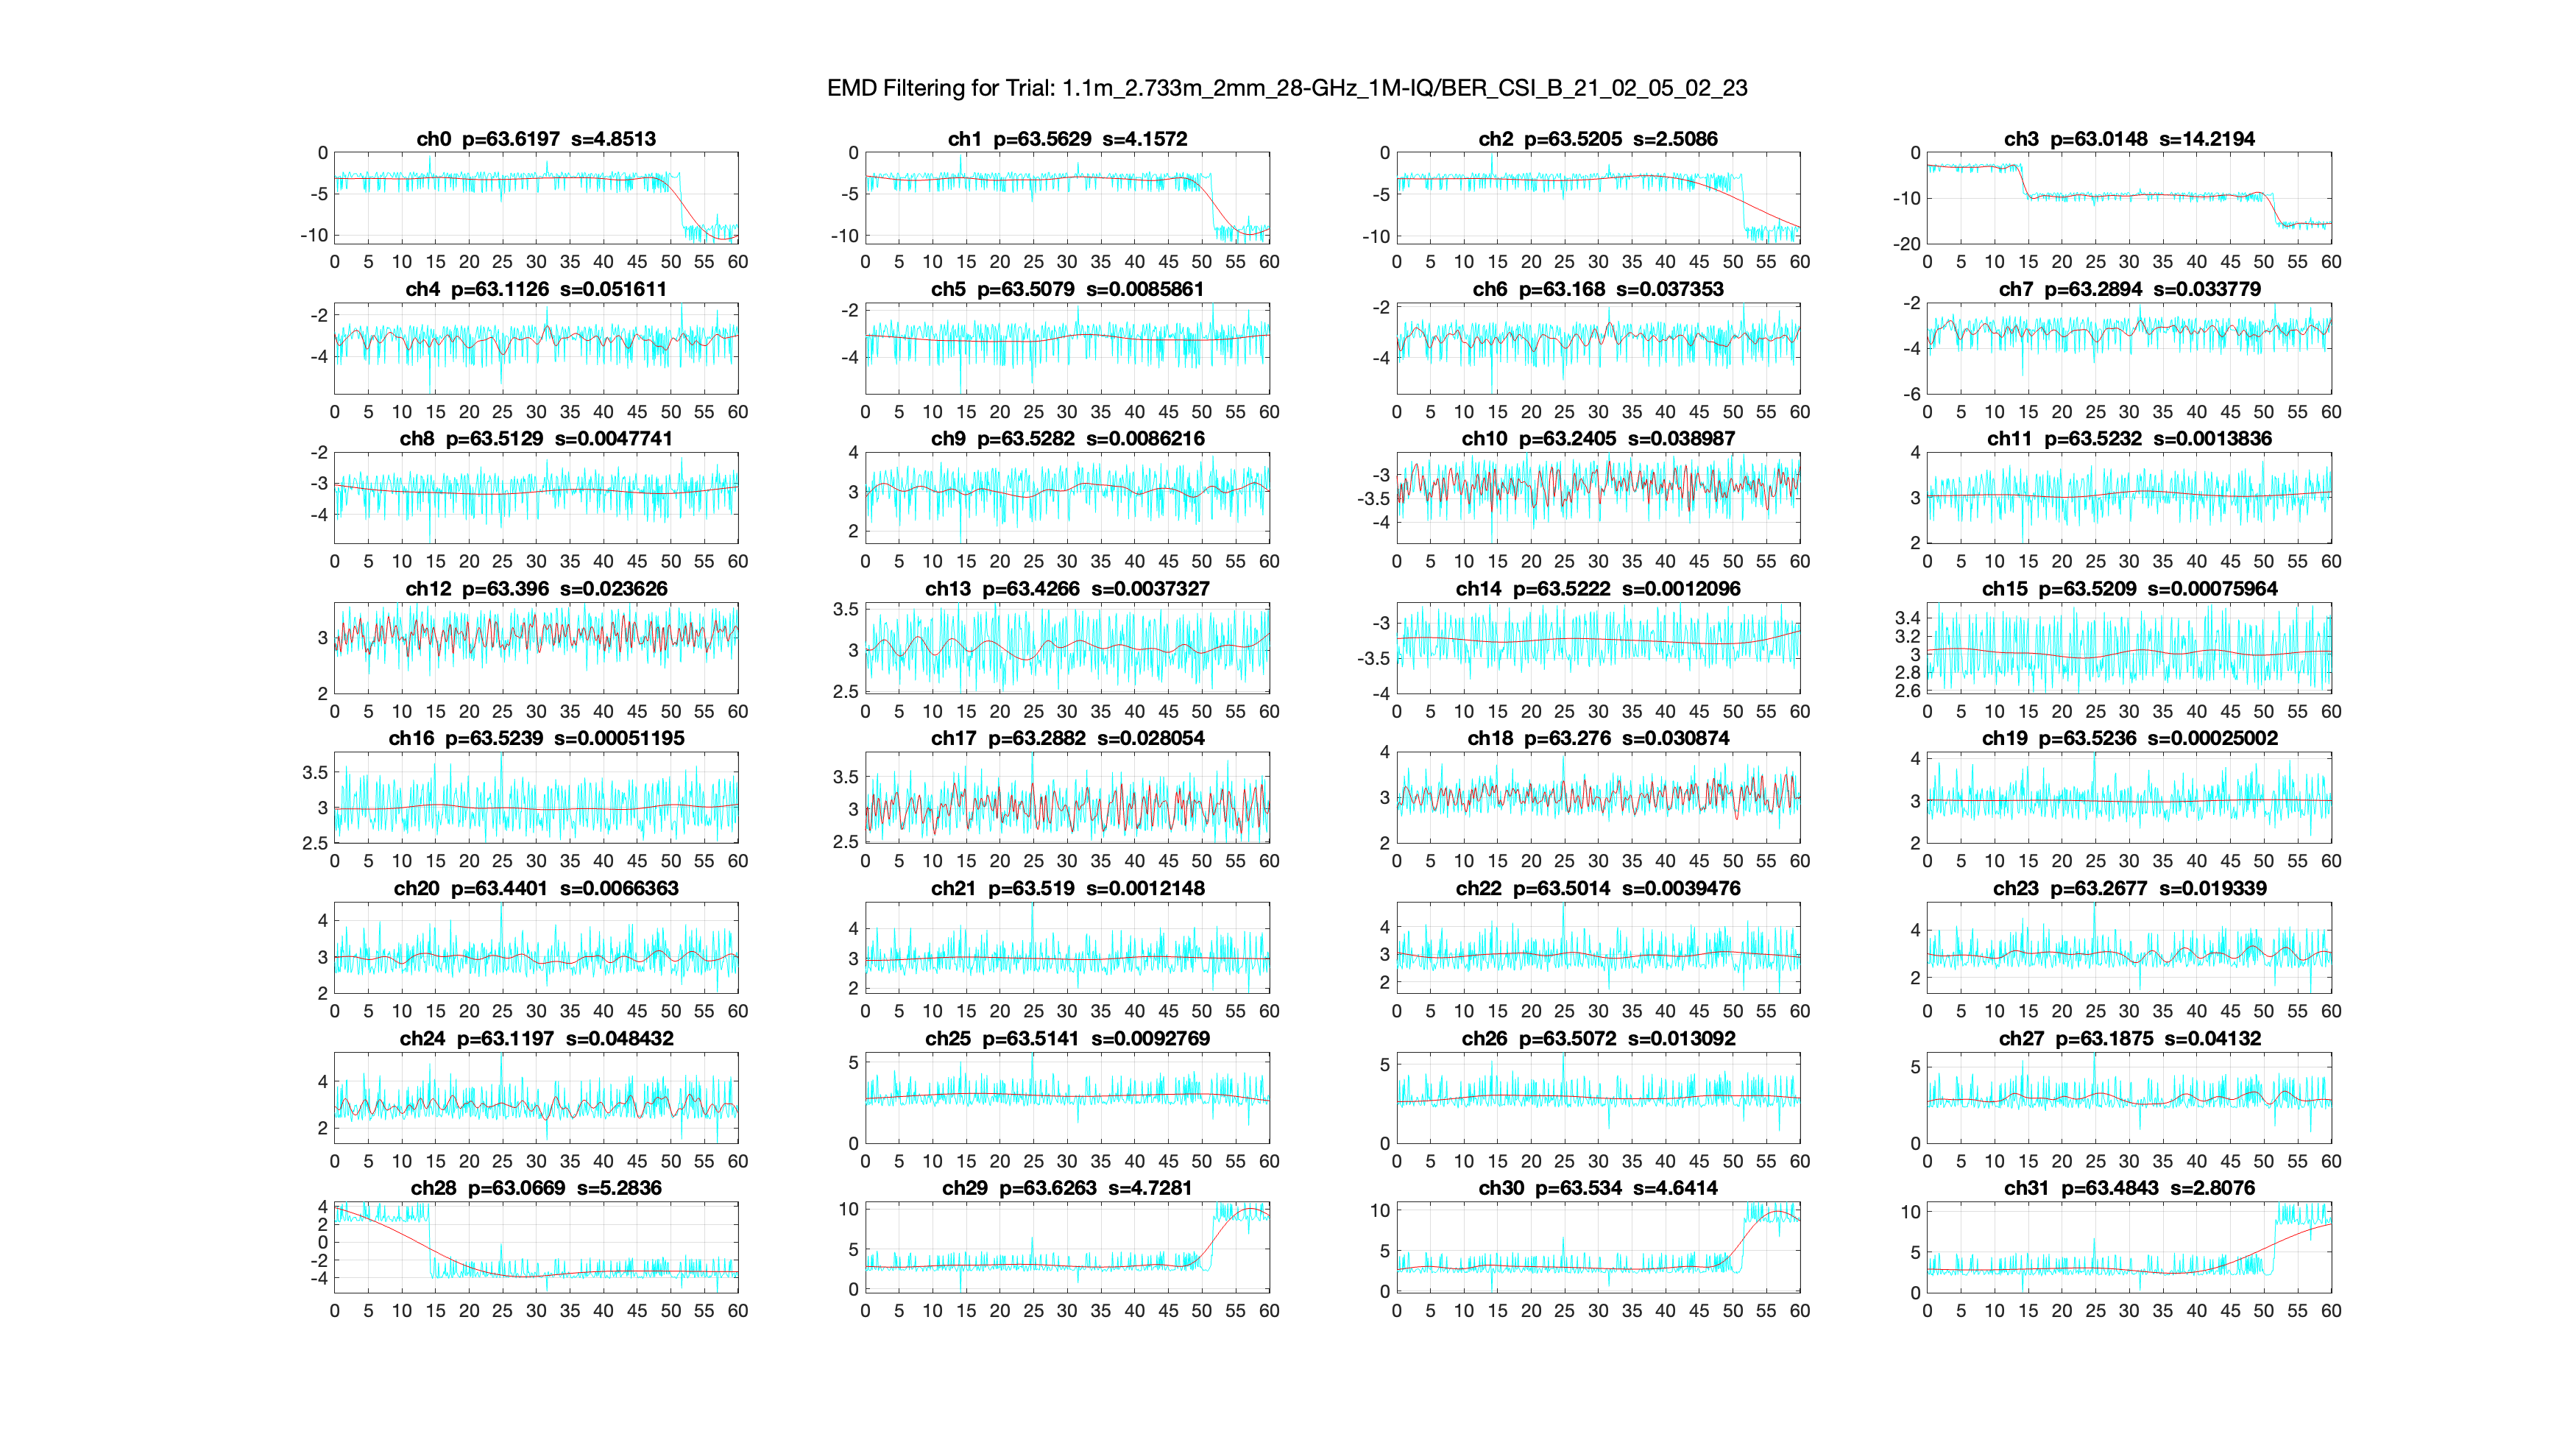 EMD Filtering for Trial: 1.1m_2.733m_2mm_28-GHz_1M-IQ/BER_CSI_B_21_02_05_02_23
ch0 p=63.6197 s=4.8513
ch1 p=63.5629 s=4.1572
ch2 p=63.5205 s=2.5086
ch3 p=63.0148 s=14.2194
0 -5 -10
0 -5 -10
0 -5 -10
0 -10 -20
0 5 10 15 20 25 30 35 40 45 50 55 60
0 5 10 15 20 25 30 35 40 45 50 55 60
0 5 10 15 20 25 30 35 40 45 50 55 60
0 5 10 15 20 25 30 35 40 45 50 55 60
ch4 p=63.1126 s=0.051611
ch5 p=63.5079 s=0.0085861
ch6 p=63.168 s=0.037353
ch7 p=63.2894 s=0.033779
-2 -4
-2 -4
-2 -4
-2 -4 -6
0 5 10 15 20 25 30 35 40 45 50 55 60
0 5 10 15 20 25 30 35 40 45 50 55 60
0 5 10 15 20 25 30 35 40 45 50 55 60
0 5 10 15 20 25 30 35 40 45 50 55 60
ch8 p=63.5129 s=0.0047741
ch9 p=63.5282 s=0.0086216
ch10 p=63.2405 s=0.038987
ch11 p=63.5232 s=0.0013836
-2 -3 -4
4 3 2
-3 -3.5 -4
4 3 2
0 5 10 15 20 25 30 35 40 45 50 55 60
0 5 10 15 20 25 30 35 40 45 50 55 60
0 5 10 15 20 25 30 35 40 45 50 55 60
0 5 10 15 20 25 30 35 40 45 50 55 60
ch12 p=63.396 s=0.023626
ch13 p=63.4266 s=0.0037327
ch14 p=63.5222 s=0.0012096
ch15 p=63.5209 s=0.00075964
3 2
3.5 3 2.5
-3 -3.5 -4
3.4 3.2 3 2.8 2.6
0 5 10 15 20 25 30 35 40 45 50 55 60
0 5 10 15 20 25 30 35 40 45 50 55 60
0 5 10 15 20 25 30 35 40 45 50 55 60
0 5 10 15 20 25 30 35 40 45 50 55 60
ch16 p=63.5239 s=0.00051195
ch17 p=63.2882 s=0.028054
ch18 p=63.276 s=0.030874
ch19 p=63.5236 s=0.00025002
3.5 3 2.5
3.5 3 2.5
4 3 2
4 3 2
0 5 10 15 20 25 30 35 40 45 50 55 60
0 5 10 15 20 25 30 35 40 45 50 55 60
0 5 10 15 20 25 30 35 40 45 50 55 60
0 5 10 15 20 25 30 35 40 45 50 55 60
ch20 p=63.4401 s=0.0066363
ch21 p=63.519 s=0.0012148
ch22 p=63.5014 s=0.0039476
ch23 p=63.2677 s=0.019339
4 3 2
4 3 2
4 3 2
4 2
0 5 10 15 20 25 30 35 40 45 50 55 60
0 5 10 15 20 25 30 35 40 45 50 55 60
0 5 10 15 20 25 30 35 40 45 50 55 60
0 5 10 15 20 25 30 35 40 45 50 55 60
ch24 p=63.1197 s=0.048432
ch25 p=63.5141 s=0.0092769
ch26 p=63.5072 s=0.013092
ch27 p=63.1875 s=0.04132
4 2
5 0
5 0
5 0
0 5 10 15 20 25 30 35 40 45 50 55 60
0 5 10 15 20 25 30 35 40 45 50 55 60
0 5 10 15 20 25 30 35 40 45 50 55 60
0 5 10 15 20 25 30 35 40 45 50 55 60
ch28 p=63.0669 s=5.2836
ch29 p=63.6263 s=4.7281
ch30 p=63.534 s=4.6414
ch31 p=63.4843 s=2.8076
4 2 0 -2 -4
10 5 0
10 5 0
10 5 0
0 5 10 15 20 25 30 35 40 45 50 55 60
0 5 10 15 20 25 30 35 40 45 50 55 60
0 5 10 15 20 25 30 35 40 45 50 55 60
0 5 10 15 20 25 30 35 40 45 50 55 60